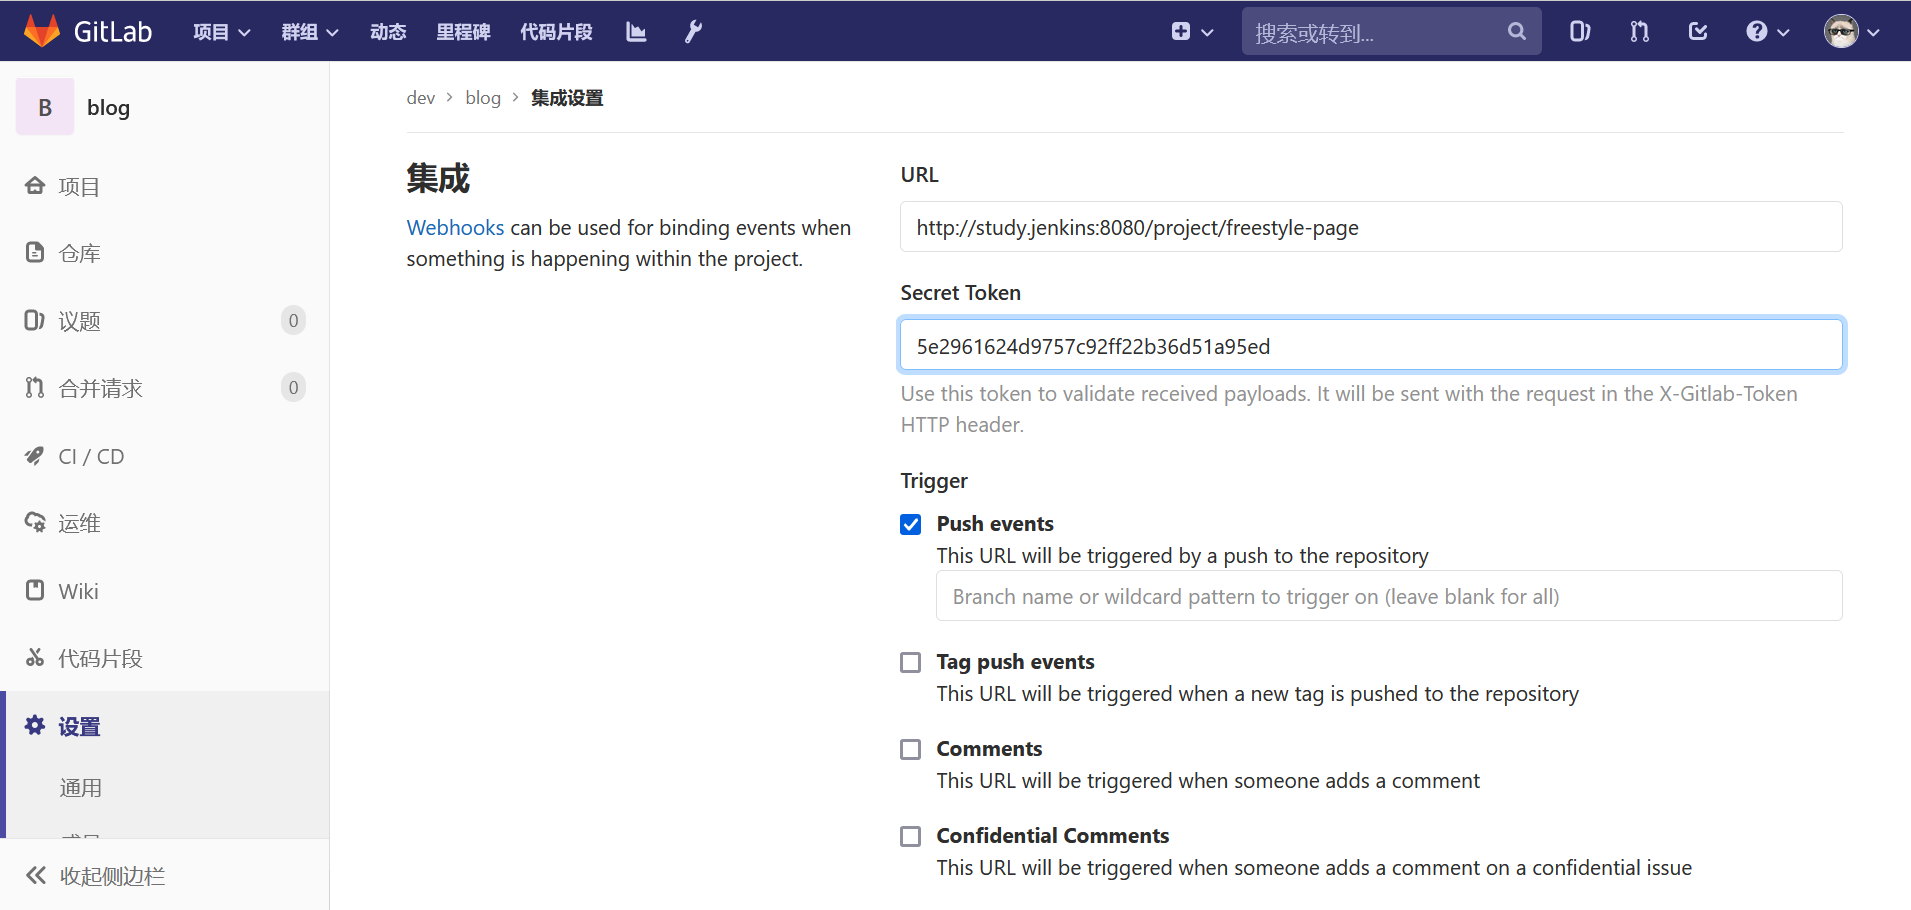 GitLab 项目 群组 动态 里程碑 代码片段 搜索或转到...
B blog
项目
仓库
议题 0
合并请求 0
CI / CD
运维
Wiki
代码片段
设置
通用
收起侧边栏
dev > blog > 集成设置
集成
Webhooks can be used for binding events when
something is happening within the project.
URL
http://study.jenkins:8080/project/freestyle-page
Secret Token
5e2961624d9757c92ff22b36d51a95ed
Use this token to validate received payloads. It will be sent with the request in the X-Gitlab-Token
HTTP header.
Trigger
Push events
This URL will be triggered by a push to the repository
Branch name or wildcard pattern to trigger on (leave blank for all)
Tag push events
This URL will be triggered when a new tag is pushed to the repository
Comments
This URL will be triggered when someone adds a comment
Confidential Comments
This URL will be triggered when someone adds a comment on a confidential issue